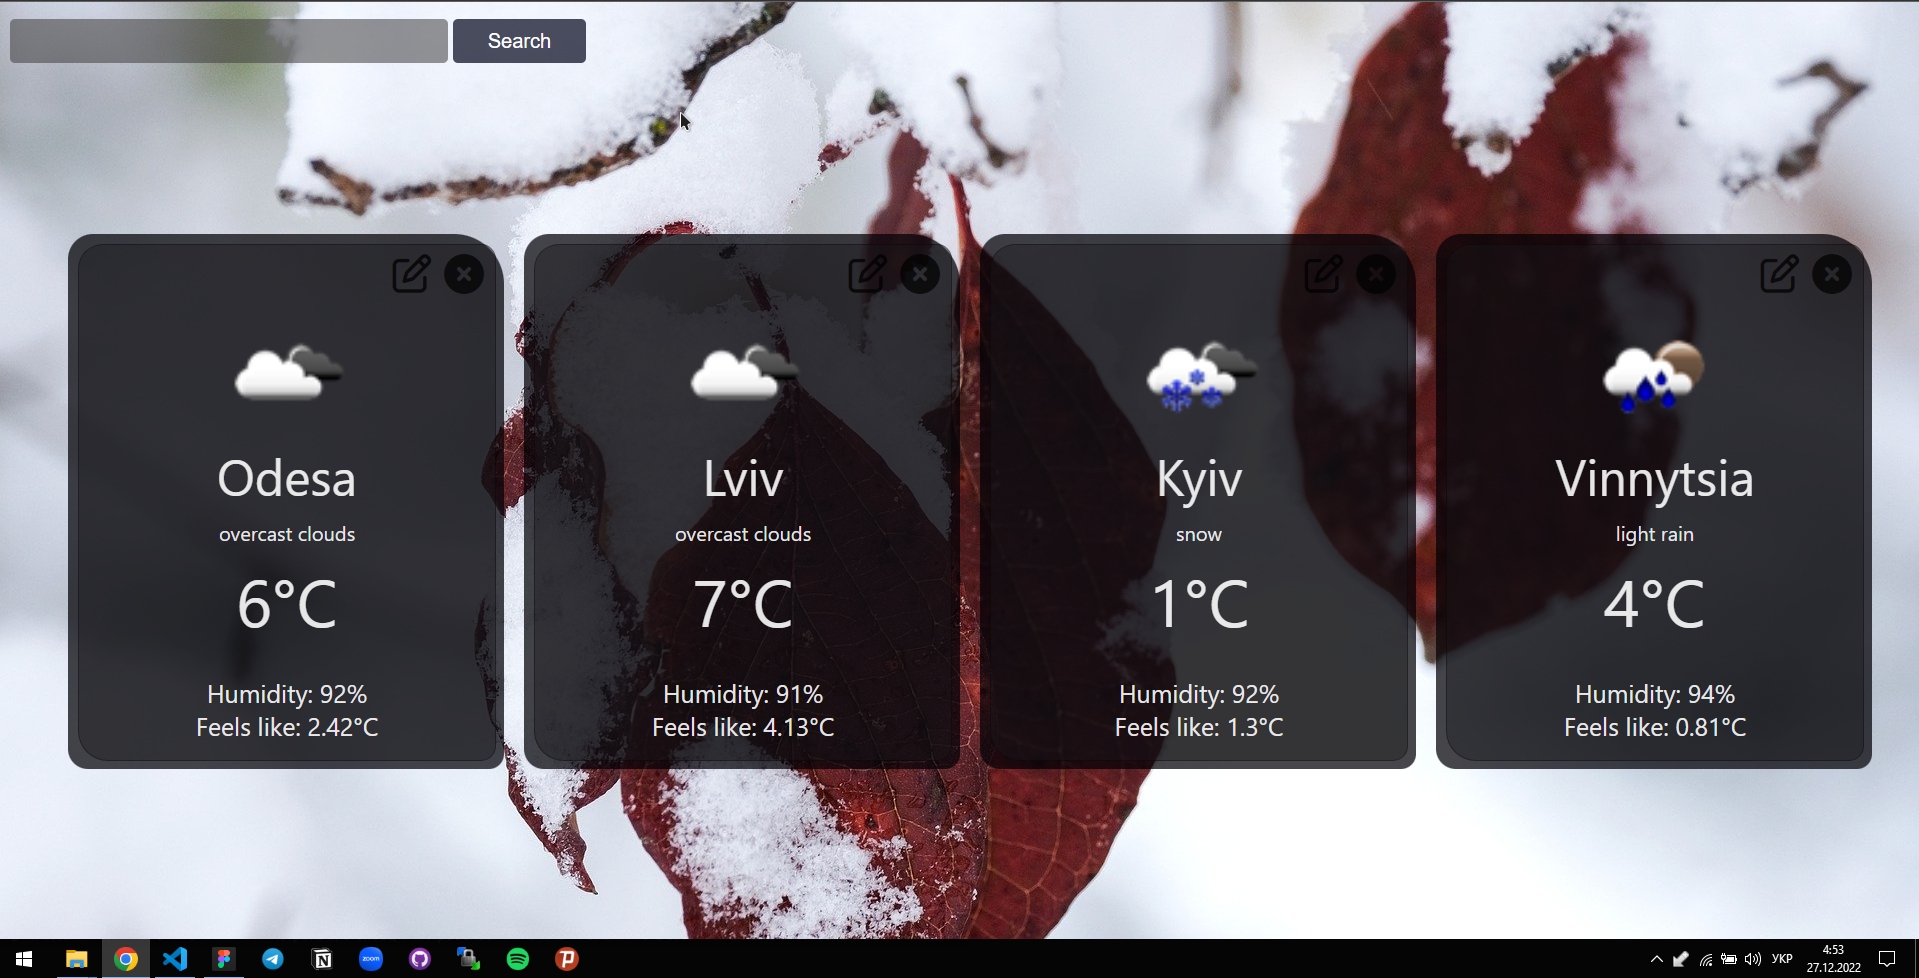 Search
Odesa
overcast clouds
6°C
Humidity: 92%
Feels like: 2.42°C
Lviv
overcast clouds
7°C
Humidity: 91%
Feels like: 4.13°C
Kyiv
snow
1°C
Humidity: 92%
Feels like: 1.3°C
Vinnytsia
light rain
4°C
Humidity: 94%
Feels like: 0.81°C
zoom
УКР
4:53
27.12.2022